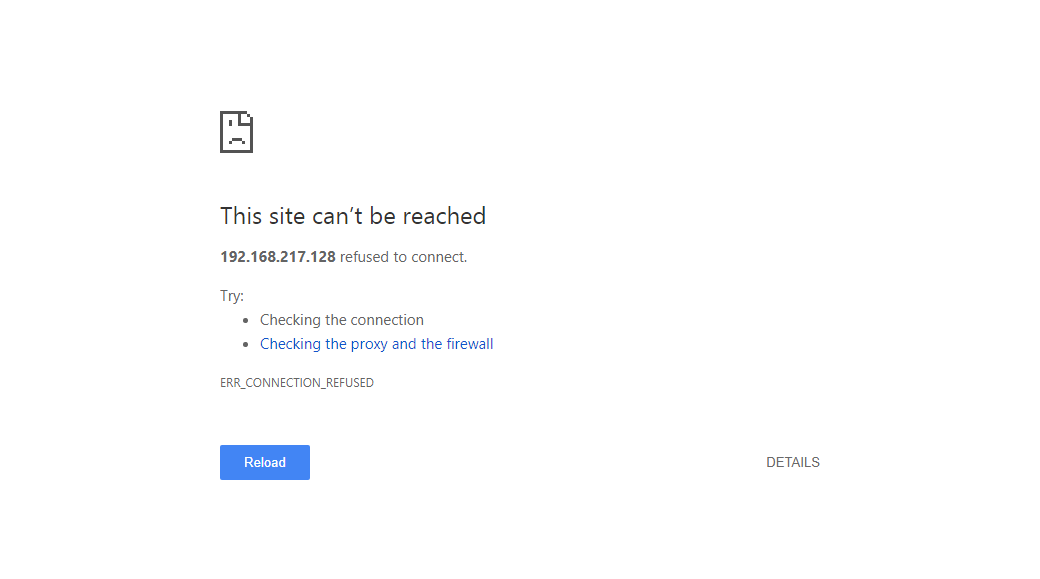 This site can’t be reached
192.168.217.128 refused to connect.
Try:
Checking the connection
Checking the proxy and the firewall
ERR_CONNECTION_REFUSED
Reload
DETAILS